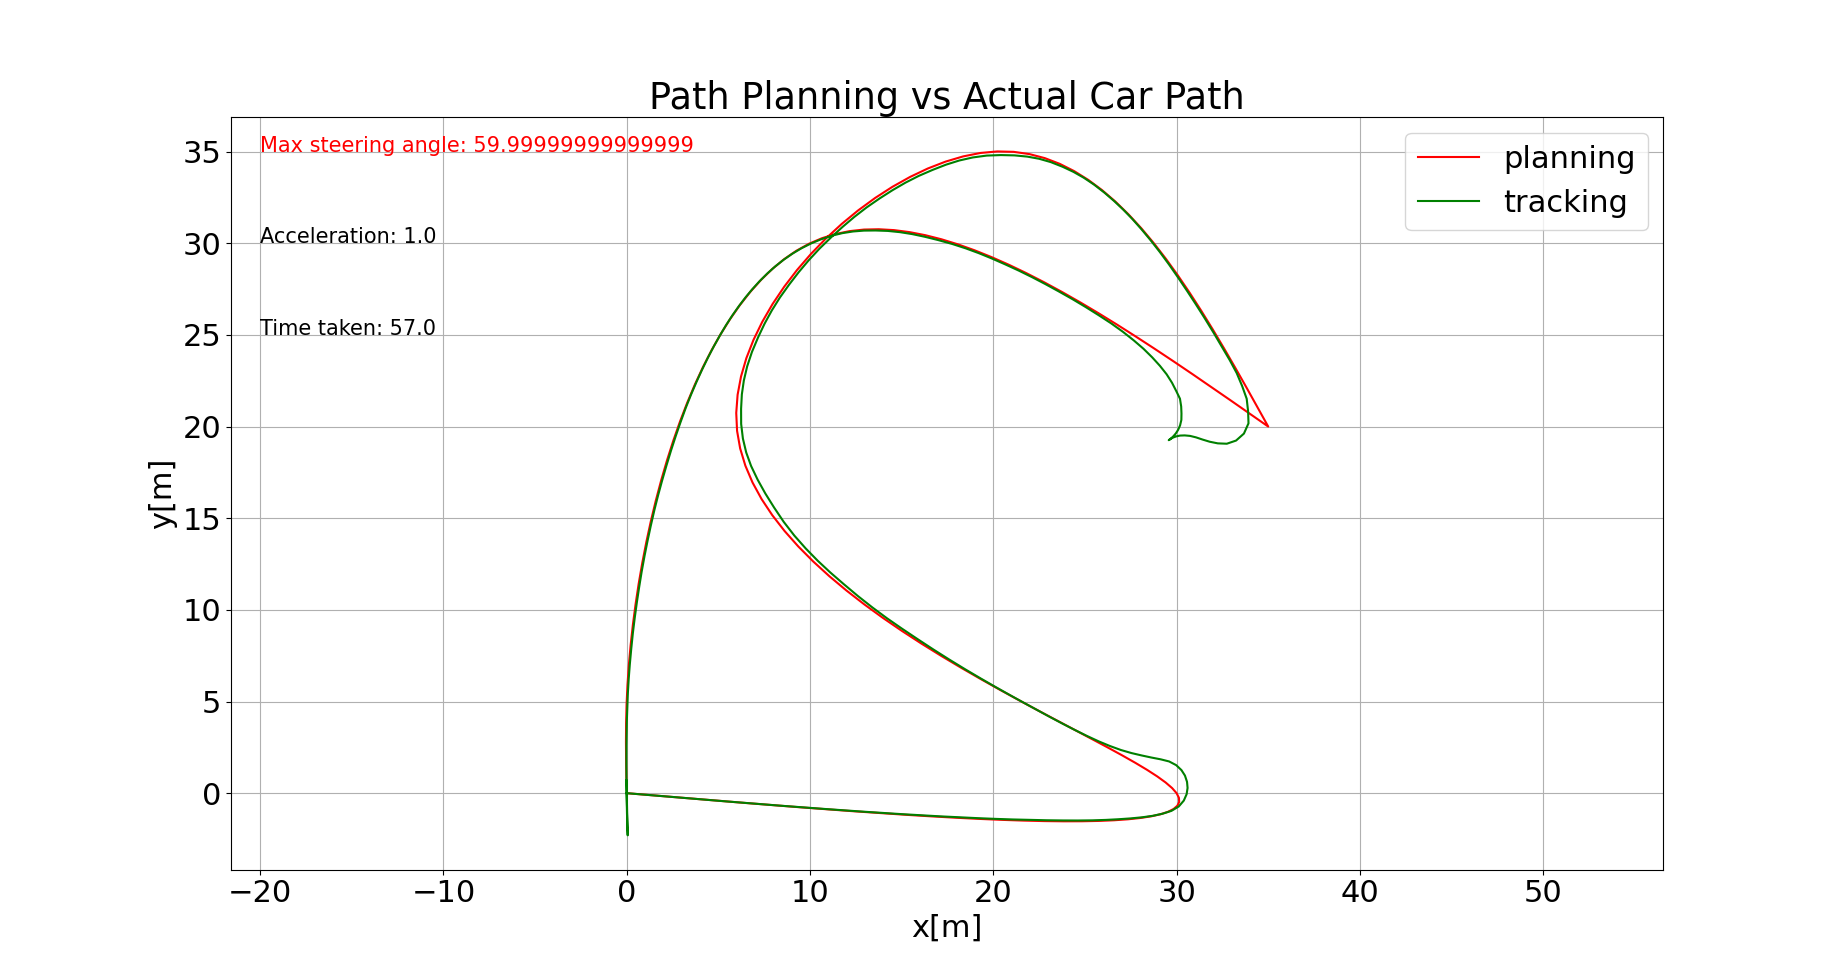 Path Planning vs Actual Car Path
Max steering angle: 59.99999999999999
Acceleration: 1.0
Time taken: 57.0
planning
tracking
35
30
25
20
15
10
5
0
y[m]
−20
−10
0
10
20
30
40
50
x[m]